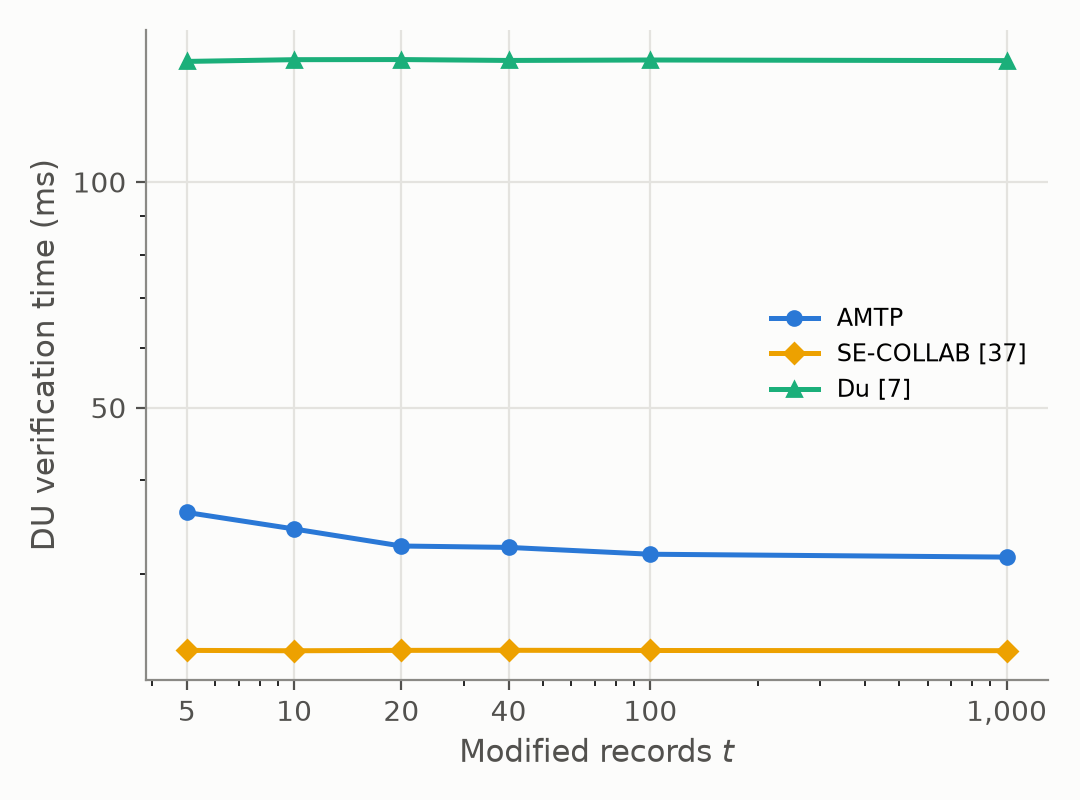 DU verification time (ms)
100
50
AMTP
SE-COLLAB [37]
Du [7]
5 10 20 40 100 1,000
Modified records t